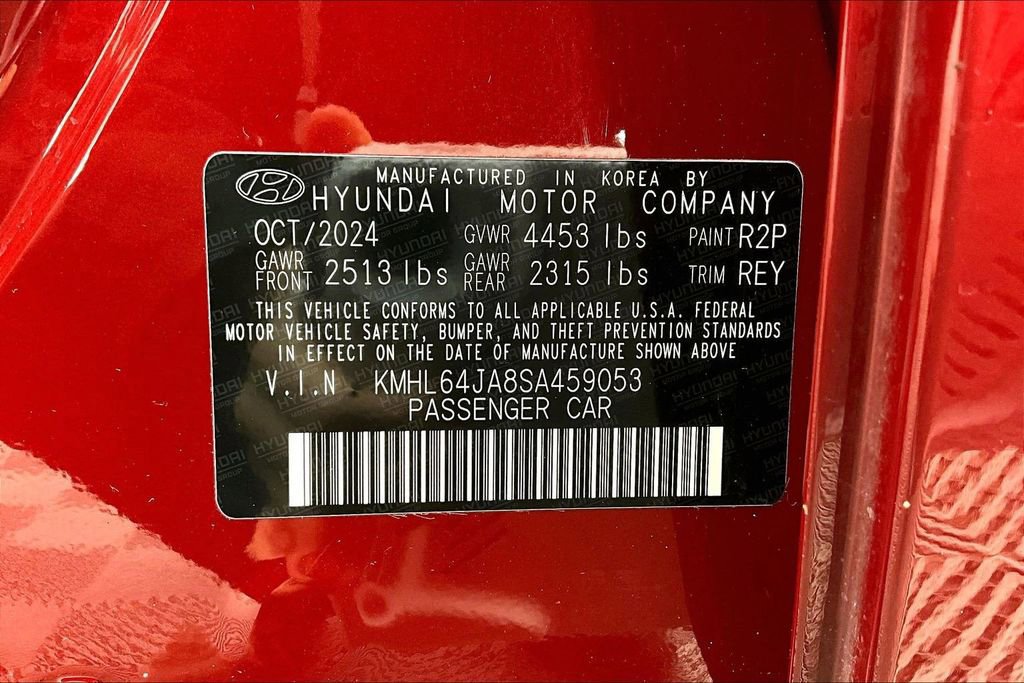 MANUFACTURED IN KOREA BY
HYUNDAI MOTOR COMPANY
OCT/2024 GVWR 4453 lbs PAINT R2P
GAWR FRONT 2513 lbs GAWR REAR 2315 lbs TRIM REY
THIS VEHICLE CONFORMS TO ALL APPLICABLE U.S.A. FEDERAL
MOTOR VEHICLE SAFETY, BUMPER, AND THEFT PREVENTION STANDARDS
IN EFFECT ON THE DATE OF MANUFACTURE SHOWN ABOVE
V.I.N KMHL64JA8SA459053
PASSENGER CAR